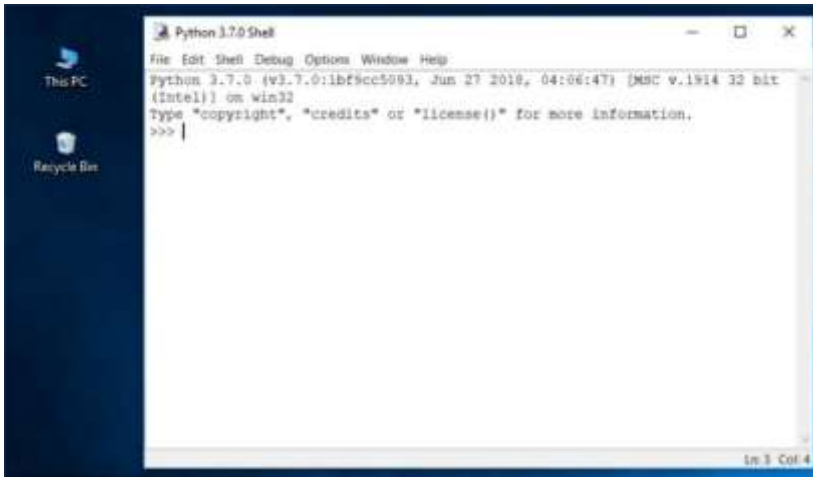 Python 3.7.0 Shell
File Edit Shell Debug Options Window Help
Python 3.7.0 (v3.7.0:1bf9cc5093, Jun 27 2018, 04:06:47) [MSC v.1914 32 bit
(Intel)] on win32
Type "copyright", "credits" or "license()" for more information.
>>>
This PC
Recycle Bin
Ln: 3 Col: 4